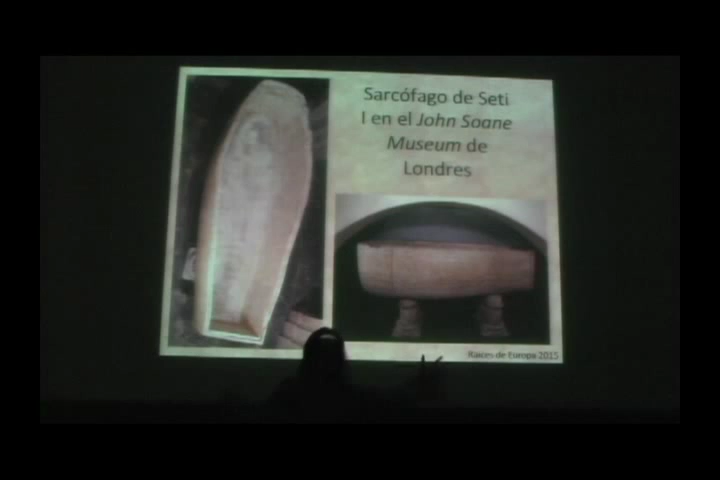 Sarcófago de Seti
I en el John Soane
Museum de
Londres
Raíces de Europa 2015